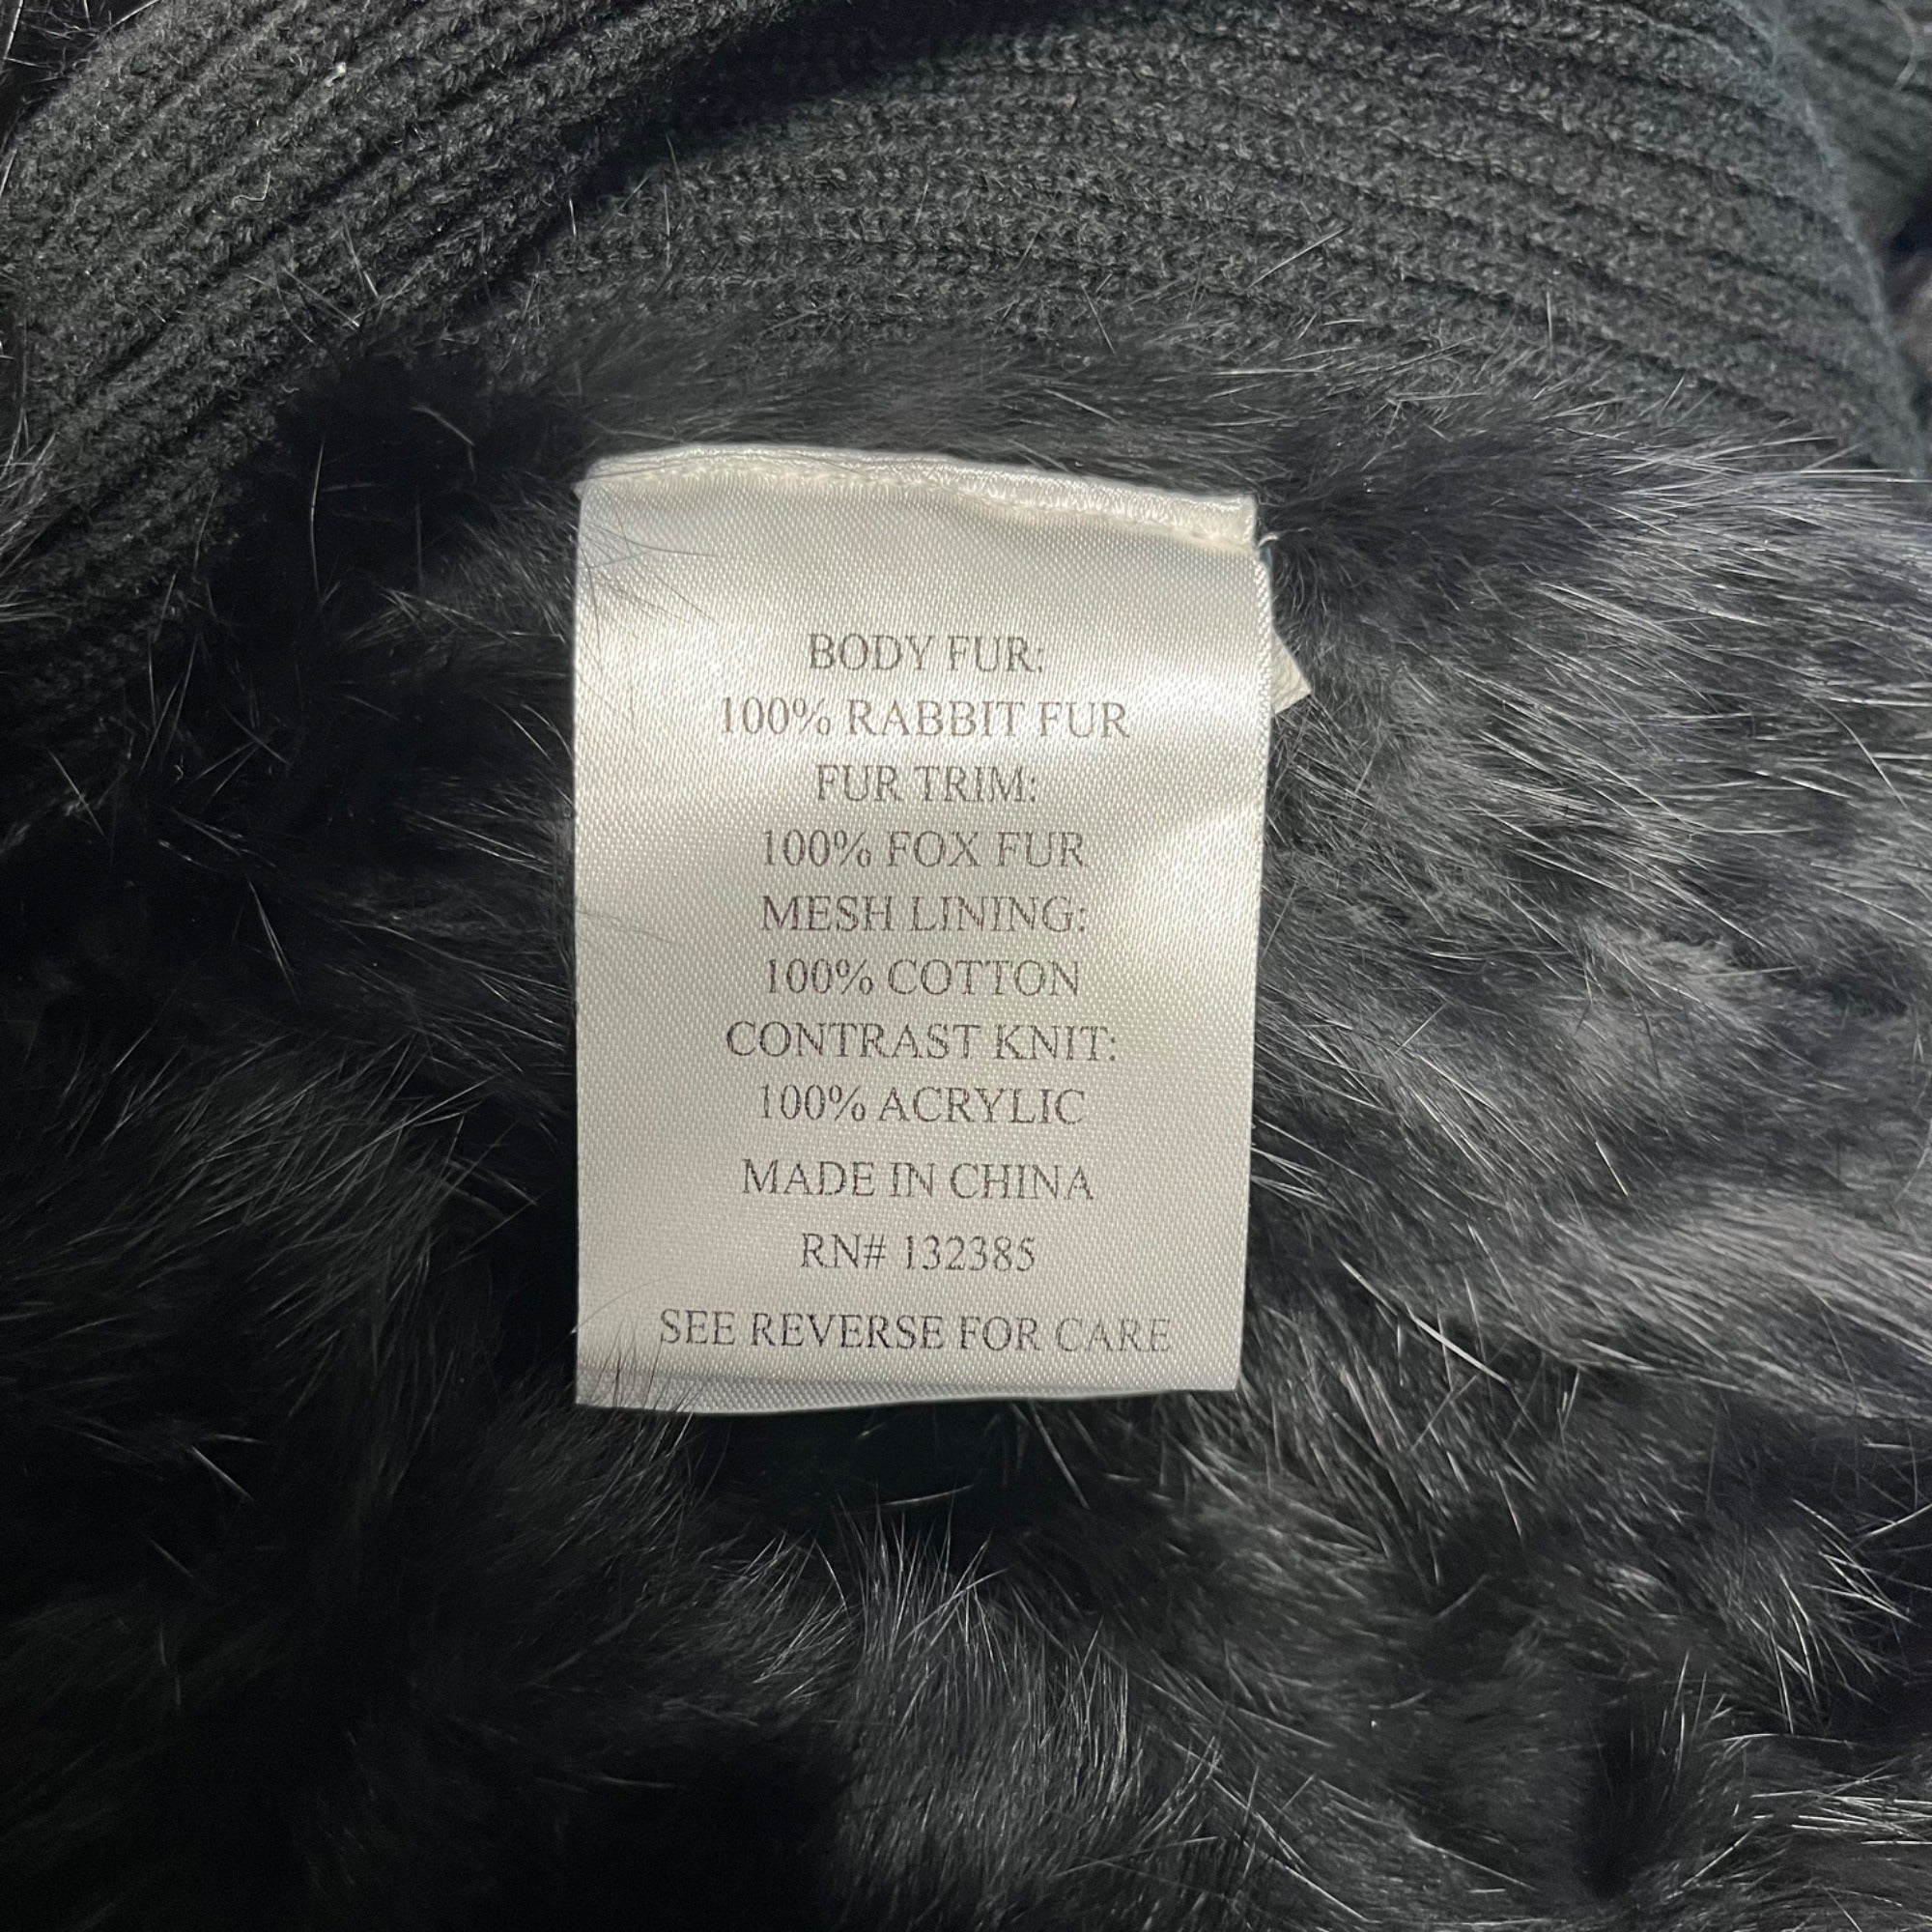 BODY FUR:
100% RABBIT FUR
FUR TRIM:
100% FOX FUR
MESH LINING:
100% COTTON
CONTRAST KNIT:
100% ACRYLIC
MADE IN CHINA
RN# 132385
SEE REVERSE FOR CARE